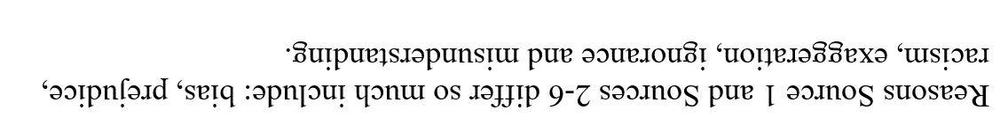 Reasons Source 1 and Sources 2-6 differ so much include: bias, prejudice,
racism, exaggeration, ignorance and misunderstanding.